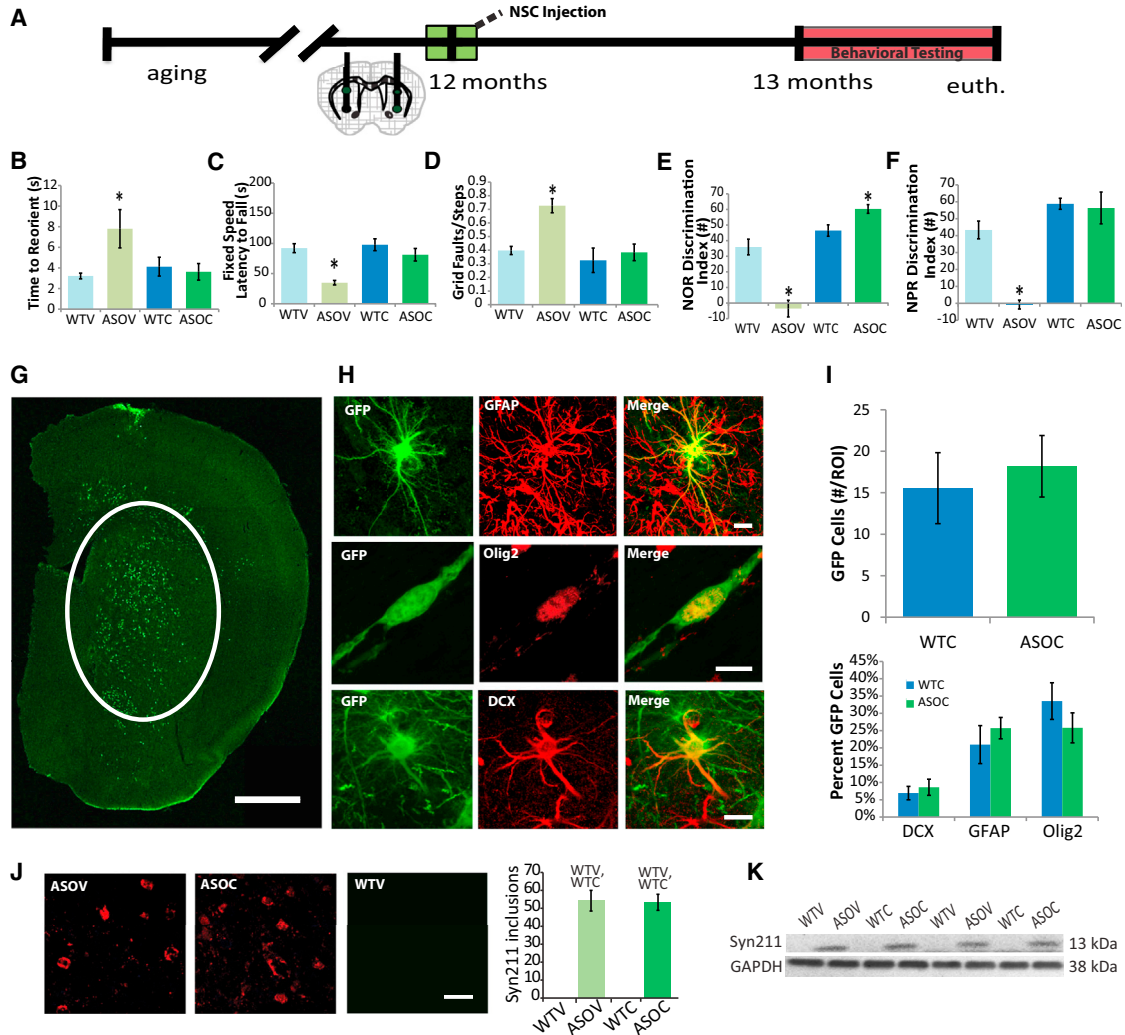 A
NSC Injection
aging
12 months
Behavioral Testing
13 months
euth.
B
Time to Reorient (s)
12
10
8
6
4
2
0
*
WTV ASOV WTC ASOC
C
Fixed Speed
Latency to Fall (s)
200
150
100
50
0
*
WTV ASOV WTC ASOC
D
Grid Faults/Steps
0.9
0.8
0.7
0.6
0.5
0.4
0.3
0.2
0.1
0
*
WTV ASOV WTC ASOC
E
NOR Discrimination
Index (#)
70
60
50
40
30
20
10
0
-10
*
*
WTV ASOV WTC ASOC
F
NPR Discrimination
Index (#)
70
60
50
40
30
20
10
0
-10
*
WTV ASOV WTC ASOC
G
H
GFP GFAP Merge
GFP Olig2 Merge
GFP DCX Merge
I
GFP Cells (#/ROI)
25
20
15
10
5
0
WTC ASOC
Percent GFP Cells
45%
40%
35%
30%
25%
20%
15%
10%
5%
WTC
ASOC
DCX GFAP Olig2
J
ASOV ASOC WTV
Syn211 inclusions
70
60
50
40
30
20
10
0
WTV,
WTC
WTV,
WTC
WTV ASOV WTC ASOC
K
WTV ASOV WTC ASOC WTV ASOV WTC ASOC
Syn211 13 kDa
GAPDH 38 kDa